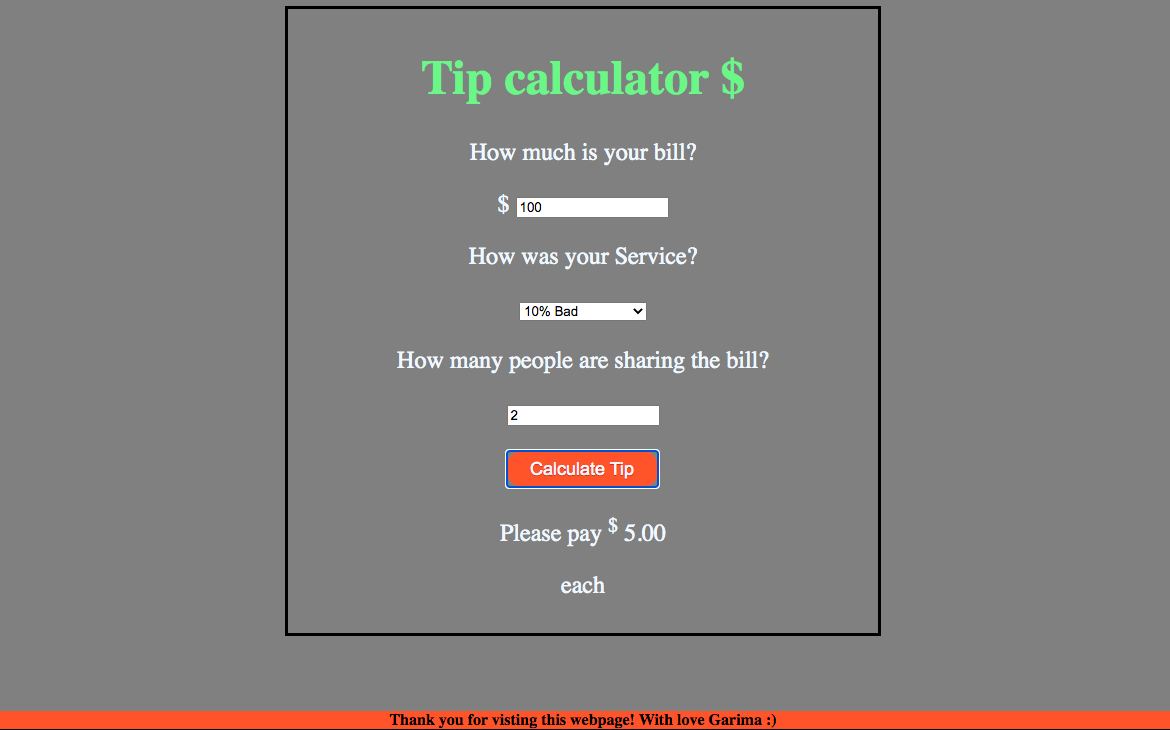 Tip calculator $
How much is your bill?
$ 100
How was your Service?
10% Bad
How many people are sharing the bill?
2
Calculate Tip
Please pay $ 5.00
each
Thank you for visting this webpage! With love Garima :)